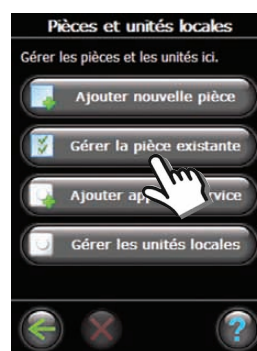 Pièces et unités locales
Gérer les pièces et les unités ici.
Ajouter nouvelle pièce
Gérer la pièce existante
Ajouter
Gérer les unités locales
?